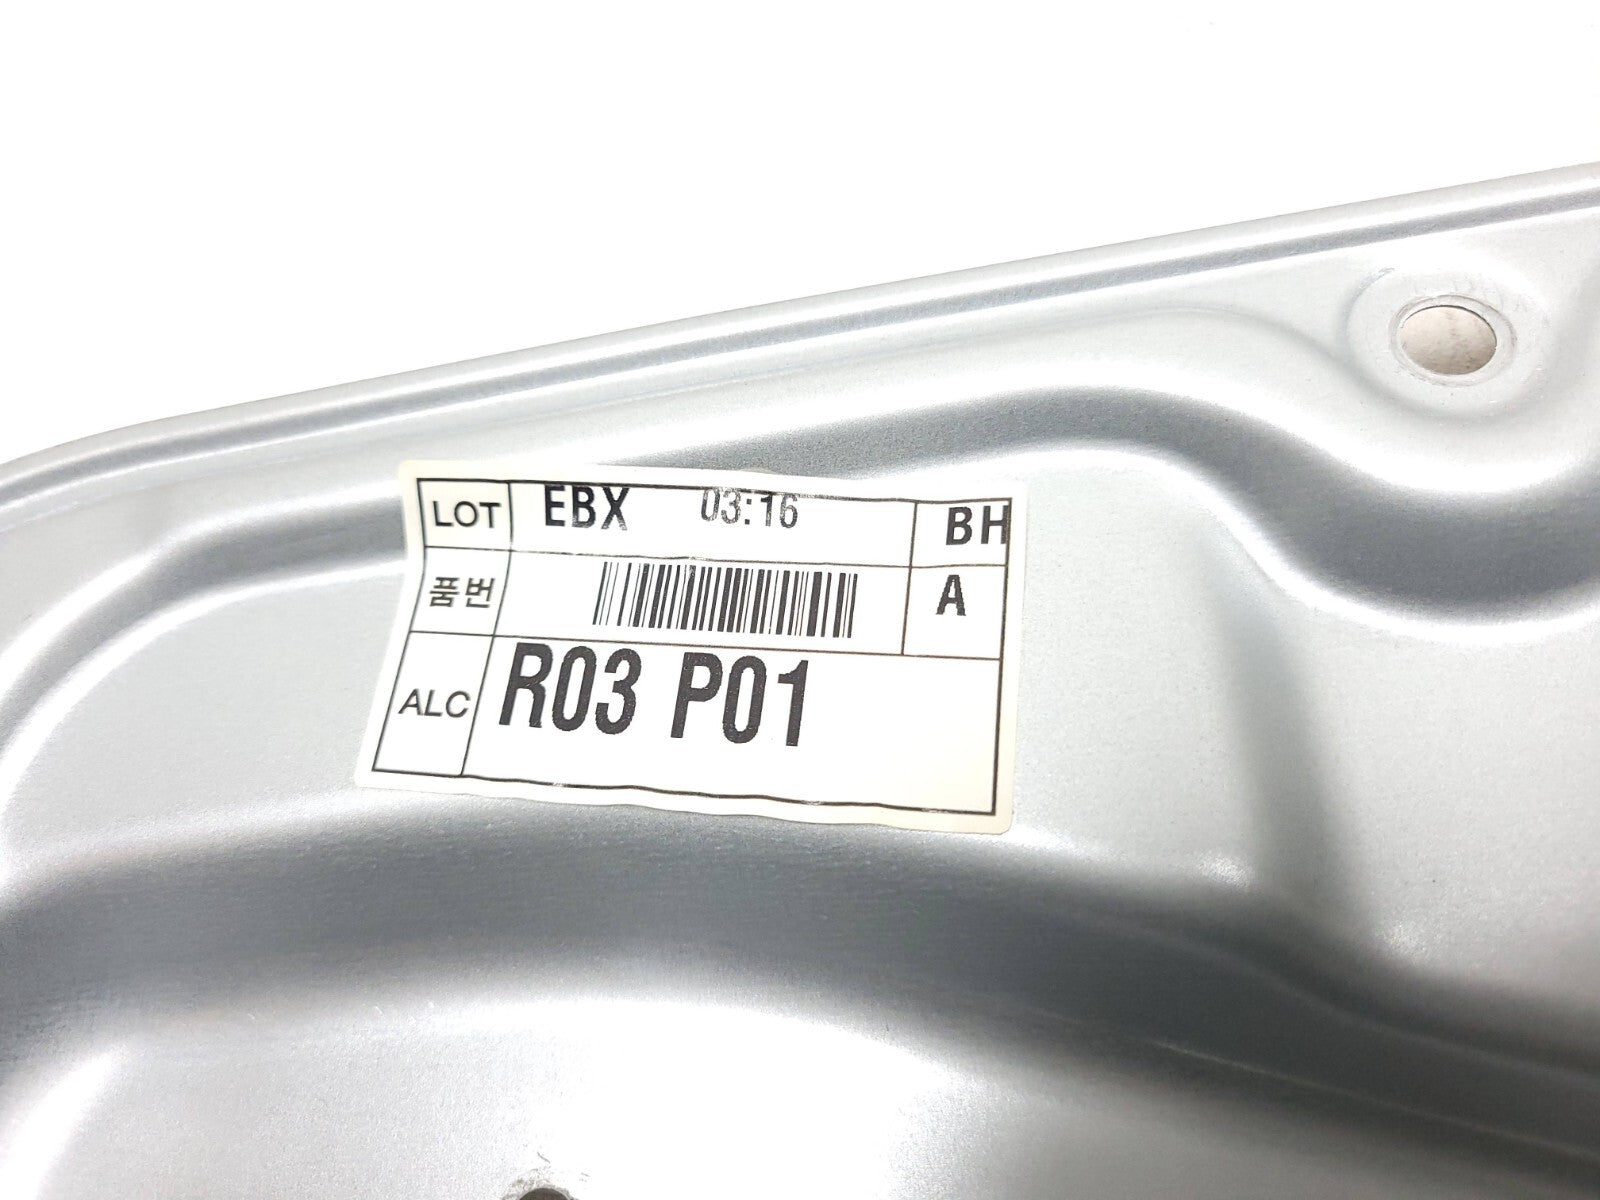 LOT EBX 03:16 BH
품번 A
ALC R03 P01